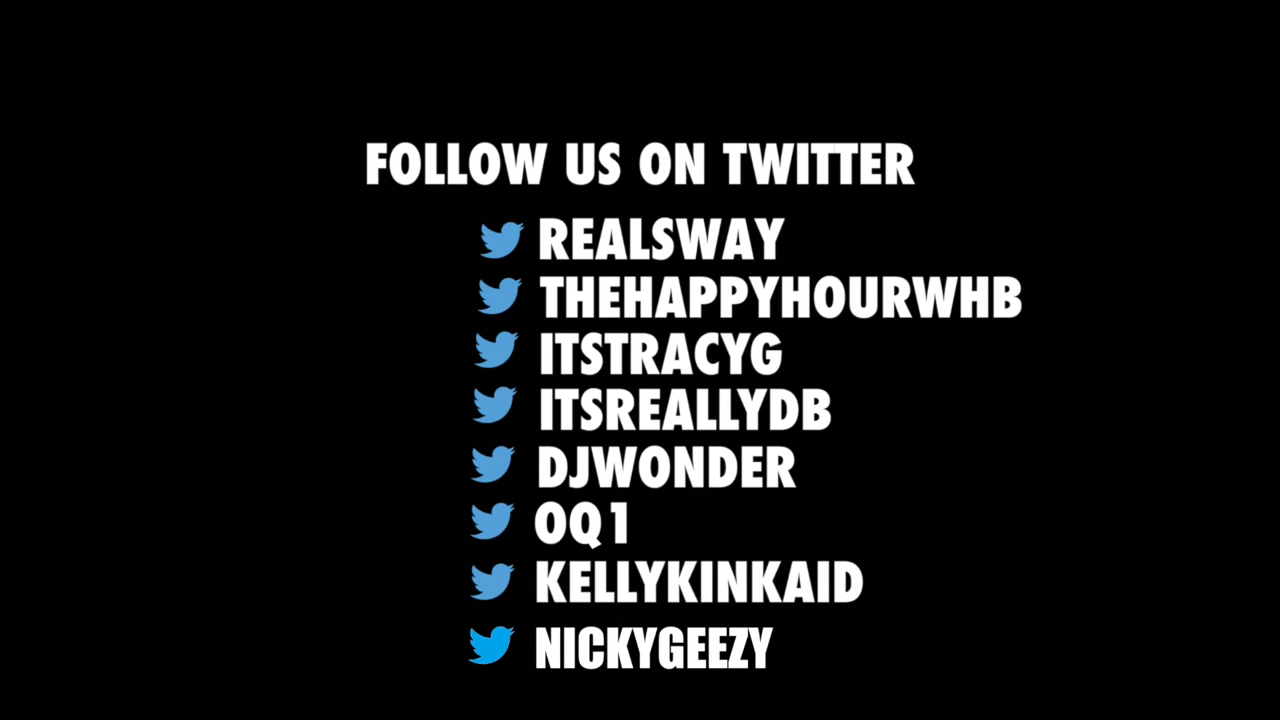 FOLLOW US ON TWITTER
REALSWAY
THEHAPPYHOURWHB
ITSTRACYG
ITSREALLYDB
DJWONDER
OQ1
KELLYKINKAID
NICKYGEEZY